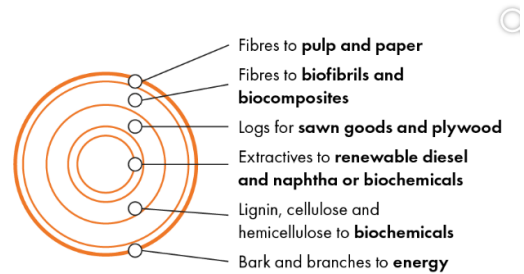 Fibres to pulp and paper
Fibres to biofibrils and
biocomposites
Logs for sawn goods and plywood
Extractives to renewable diesel
and naphtha or biochemicals
Lignin, cellulose and
hemicellulose to biochemicals
Bark and branches to energy